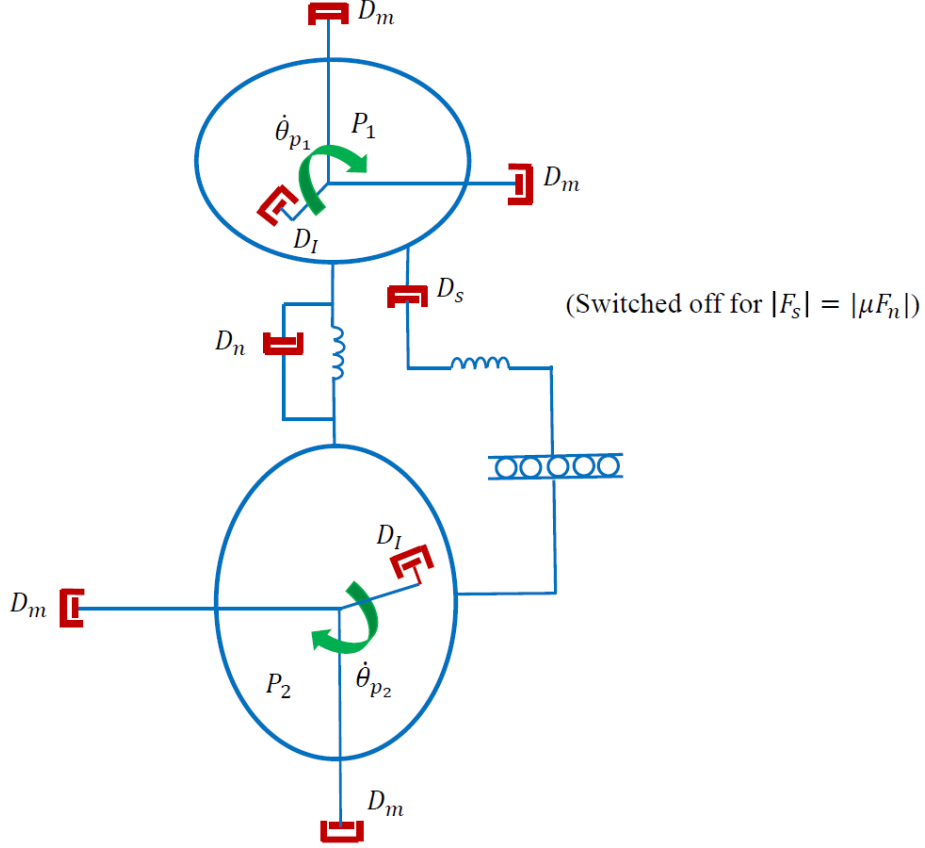 D_m
θ̇_{p_1} P_1
D_m
D_I
D_s
(Switched off for |F_s| = |μF_n|)
D_n
D_I
D_m
P_2 θ̇_{p_2}
D_m